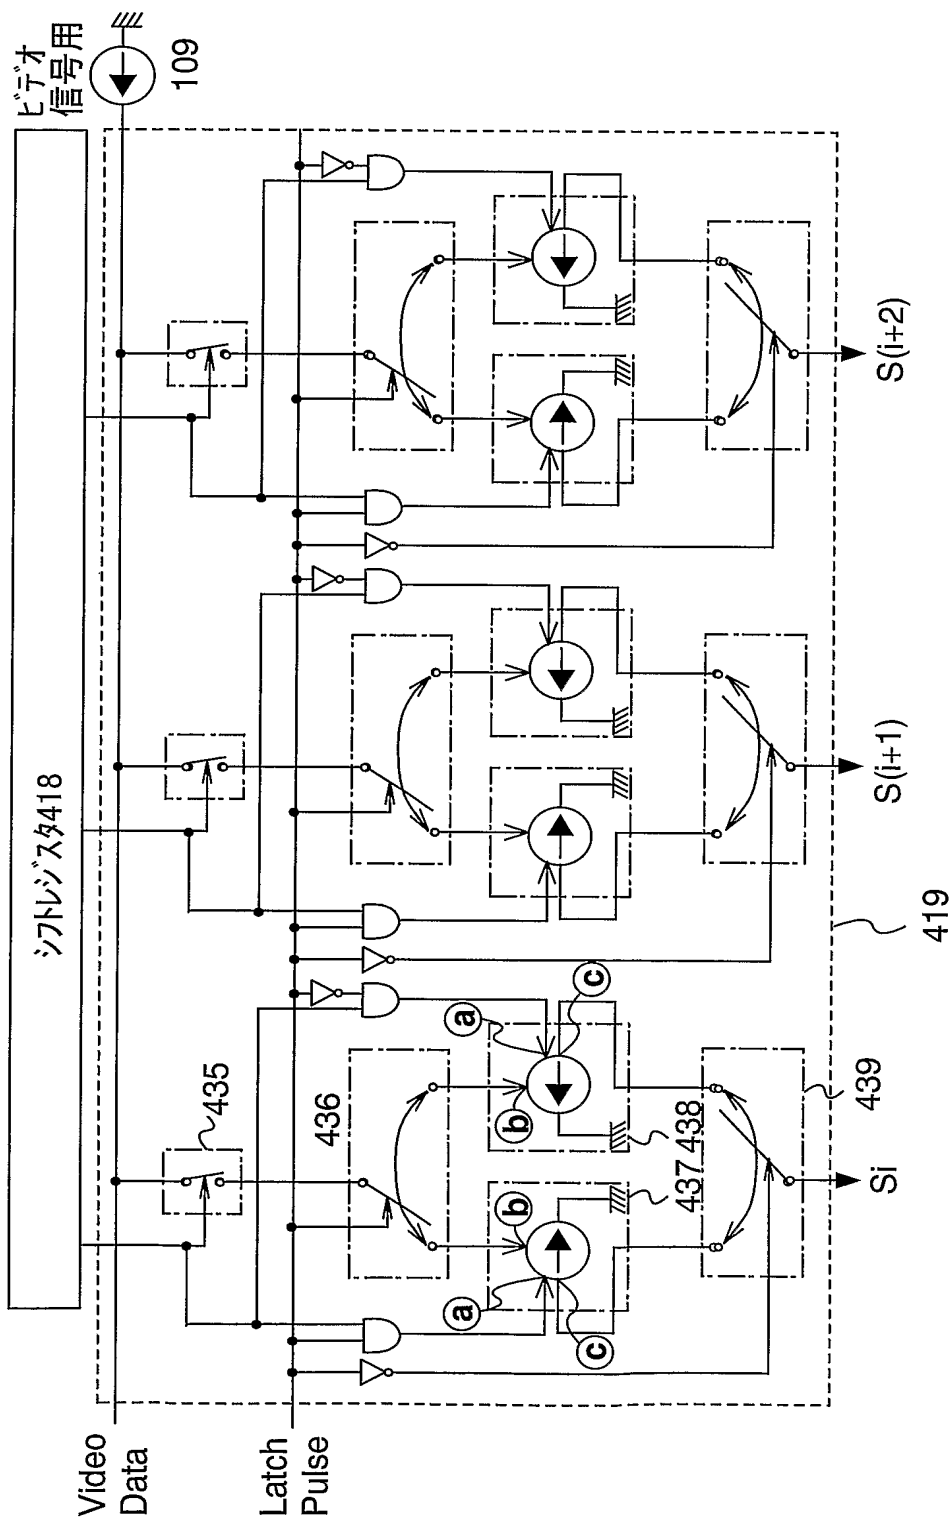 シフトレジスタ418
ビデオ
信号用
109
Video
Data
Latch
Pulse
435
436
a
b
c
a
b
c
437
438
439
419
Si
S(i+1)
S(i+2)